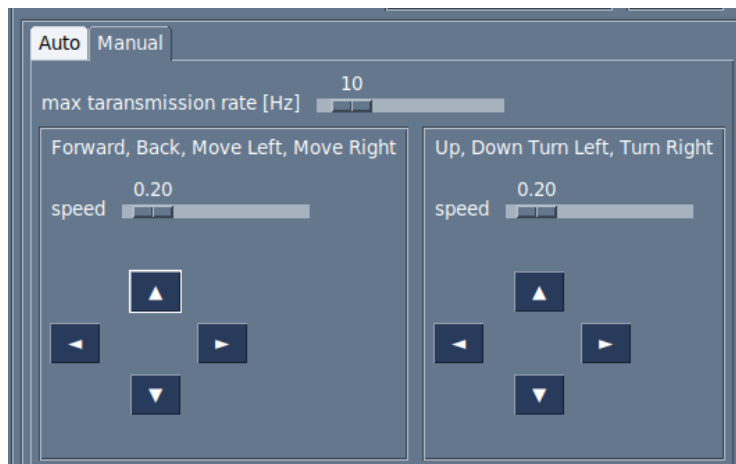 Auto Manual
10
max taransmission rate [Hz]
Forward, Back, Move Left, Move Right
0.20
speed
Up, Down Turn Left, Turn Right
0.20
speed